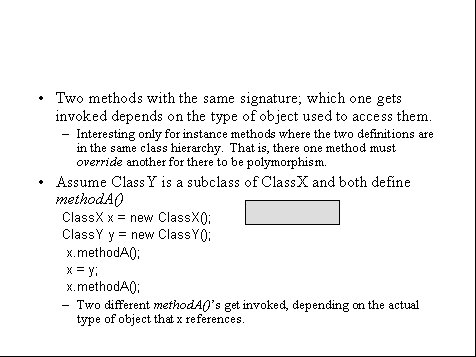 • Two methods with the same signature; which one gets
invoked depends on the type of object used to access them.
– Interesting only for instance methods where the two definitions are
in the same class hierarchy. That is, there one method must
override another for there to be polymorphism.
• Assume ClassY is a subclass of ClassX and both define
methodA()
ClassX x = new ClassX();
ClassY y = new ClassY();
x.methodA();
x = y;
x.methodA();
– Two different methodA()'s get invoked, depending on the actual
type of object that x references.